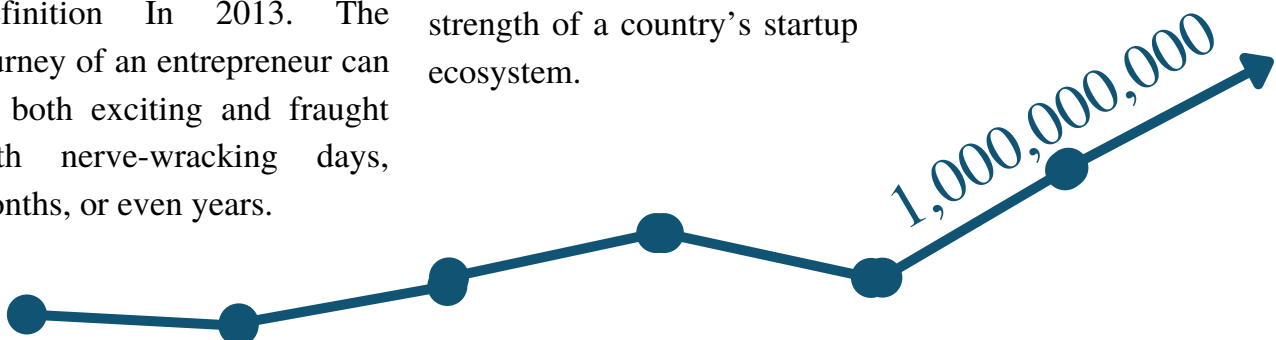 finition In 2013. The
urney of an entrepreneur can
both exciting and fraught
th nerve-wracking days,
onths, or even years.
strength of a country’s startup
ecosystem.
1,000,000,000